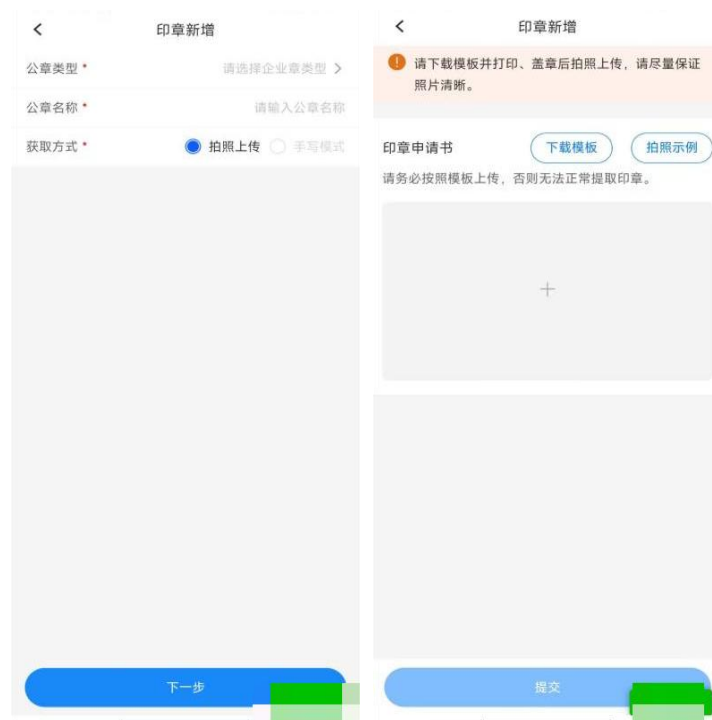 印章新增
公章类型 *
请选择企业章类型
公章名称 *
请输入公章名称
获取方式 *
拍照上传
手写模式
下一步
印章新增
请下载模板并打印、盖章后拍照上传，请尽量保证
照片清晰。
印章申请书
下载模板
拍照示例
请务必按照模板上传，否则无法正常提取印章。
提交